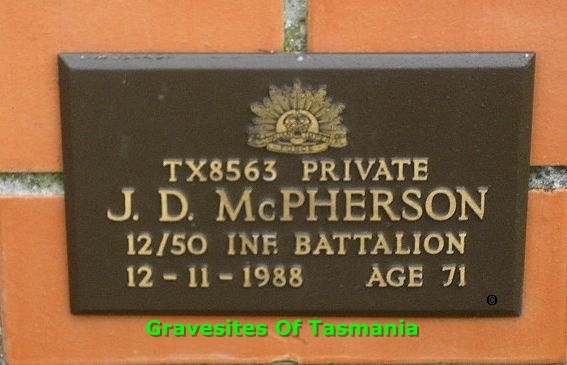 TX8563 PRIVATE
J. D. McPHERSON
12/50 INF. BATTALION
12-11-1988 AGE 71
©
Gravesites Of Tasmania